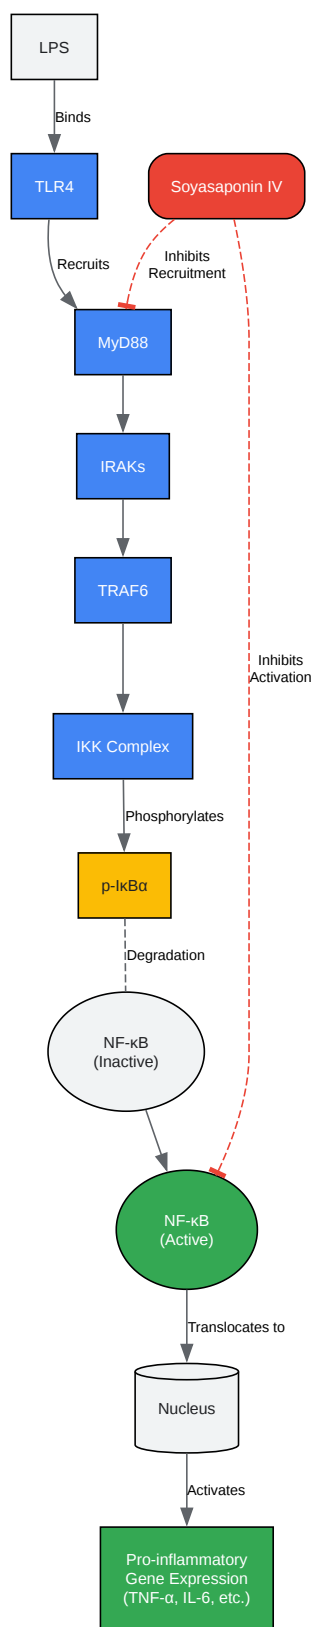 LPS
Binds
TLR4
Soyasaponin IV
Recruits
Inhibits
Recruitment
MyD88
IRAKs
TRAF6
Inhibits
Activation
IKK Complex
Phosphorylates
p-IκBα
Degradation
NF-κB
(Inactive)
NF-κB
(Active)
Translocates to
Nucleus
Activates
Pro-inflammatory
Gene Expression
(TNF-α, IL-6, etc.)